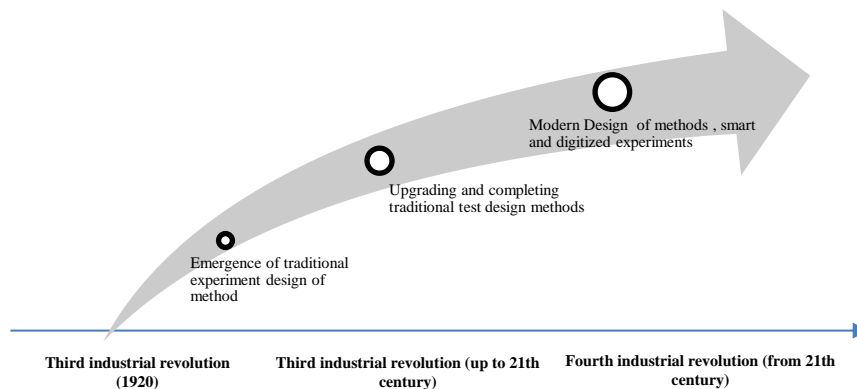 Modern Design of methods , smart
and digitized experiments
Upgrading and completing
traditional test design methods
Emergence of traditional
experiment design of
method
Third industrial revolution
(1920)
Third industrial revolution (up to 21th
century)
Fourth industrial revolution (from 21th
century)